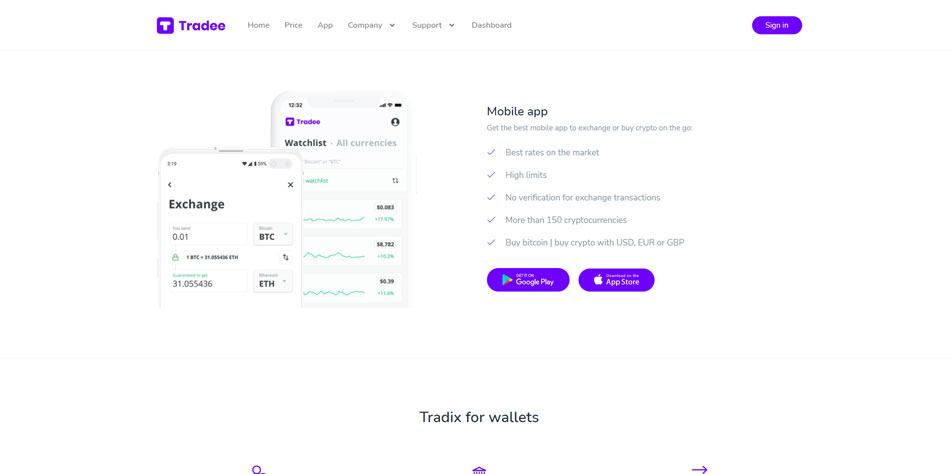 Tradee
Home
Price
App
Company
Support
Dashboard
Sign in
12:32
Tradee
Watchlist · All currencies
"Bitcoin" or "BTC"
watchlist
$0.083
+17.97%
$8.782
+10.2%
$0.39
+11.6%
3:19
59%
Exchange
You send
0.01
Bitcoin
BTC
1 BTC ≈ 31.055436 ETH
Guaranteed to get
31.055436
Ethereum
ETH
Mobile app
Get the best mobile app to exchange or buy crypto on the go:
Best rates on the market
High limits
No verification for exchange transactions
More than 150 cryptocurrencies
Buy bitcoin | buy crypto with USD, EUR or GBP
GET IT ON
Google Play
Download on the
App Store
Tradix for wallets